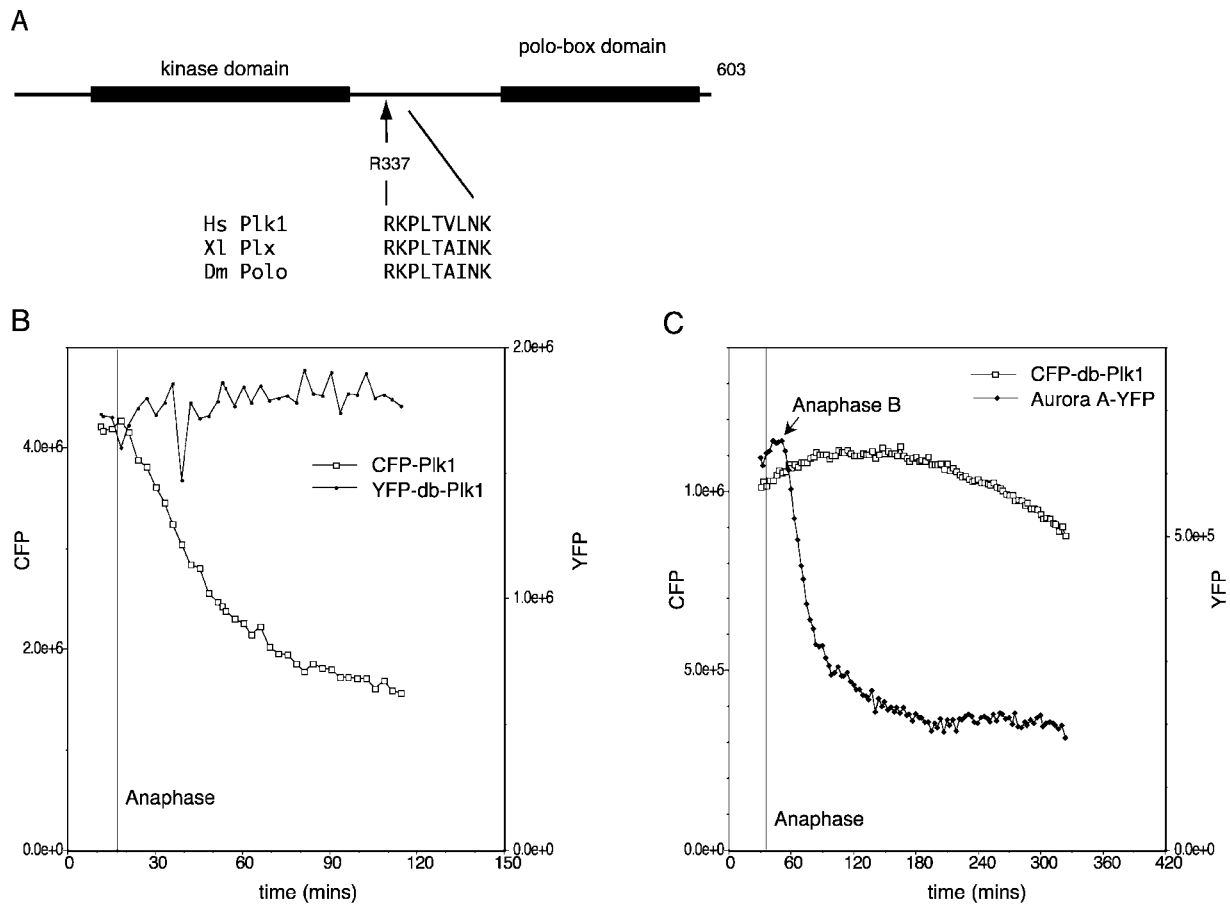 A
kinase domain
polo-box domain
603
R337
Hs Plk1 RKPLTVLNK
Xl Plx RKPLTAINK
Dm Polo RKPLTAINK
B
CFP
4.0e+6
2.0e+6
0.0e+0
2.0e+6
1.0e+6
0.0e+0
YFP
CFP-Plk1
YFP-db-Plk1
Anaphase
0 30 60 90 120 150
time (mins)
C
CFP
1.0e+6
5.0e+5
0.0e+0
5.0e+5
0.0e+0
YFP
CFP-db-Plk1
Aurora A-YFP
Anaphase B
Anaphase
0 60 120 180 240 300 360 420
time (mins)